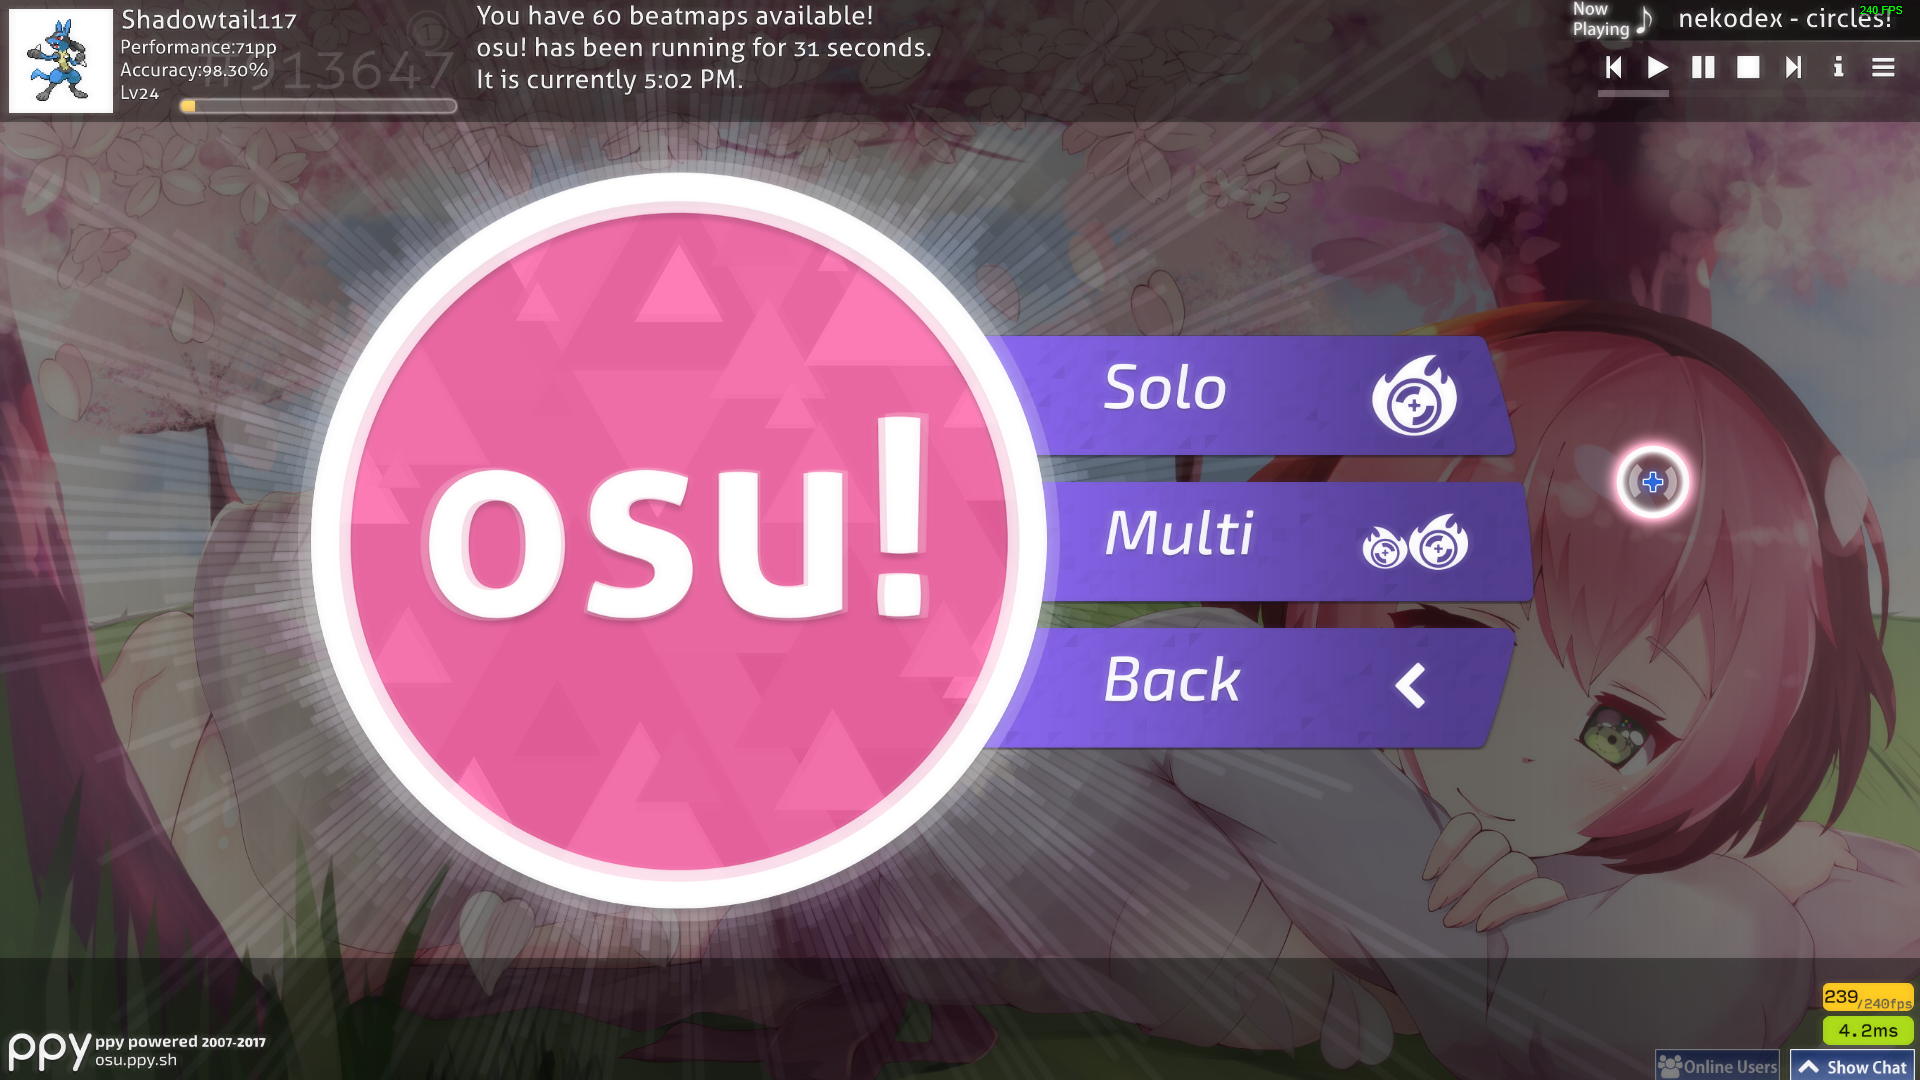 Shadowtail117
Performance:71pp
Accuracy:98.30%
Lv24
You have 60 beatmaps available!
osu! has been running for 31 seconds.
It is currently 5:02 PM.
Now
Playing
nekodex - circles!
240 FPS
osu!
Solo
Multi
Back
ppy
ppy powered 2007-2017
osu.ppy.sh
239/240fps
4.2ms
Online Users
Show Chat